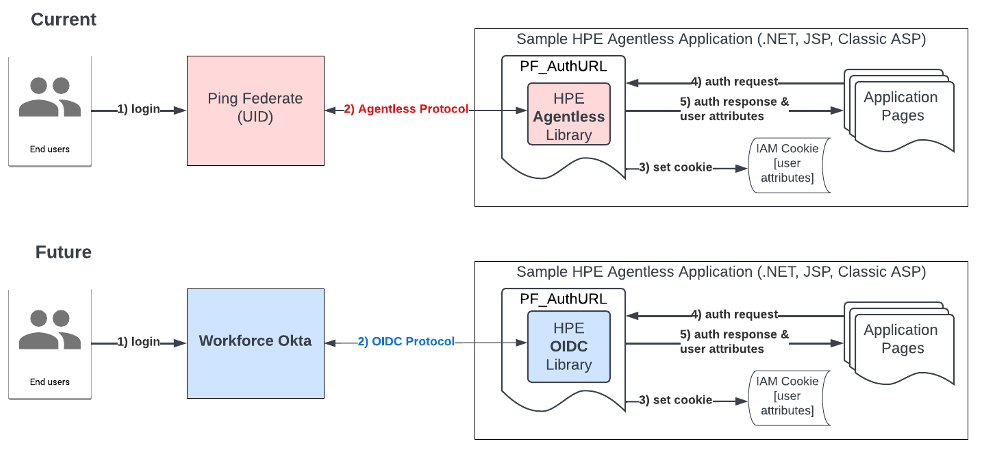 Current
Sample HPE Agentless Application (.NET, JSP, Classic ASP)
End users
1) login
Ping Federate
(UID)
2) Agentless Protocol
PF_AuthURL
HPE
Agentless
Library
4) auth request
5) auth response &
user attributes
3) set cookie
Application
Pages
IAM Cookie
[user
attributes]
Future
Sample HPE Agentless Application (.NET, JSP, Classic ASP)
End users
1) login
Workforce Okta
2) OIDC Protocol
PF_AuthURL
HPE
OIDC
Library
4) auth request
5) auth response &
user attributes
3) set cookie
Application
Pages
IAM Cookie
[user
attributes]